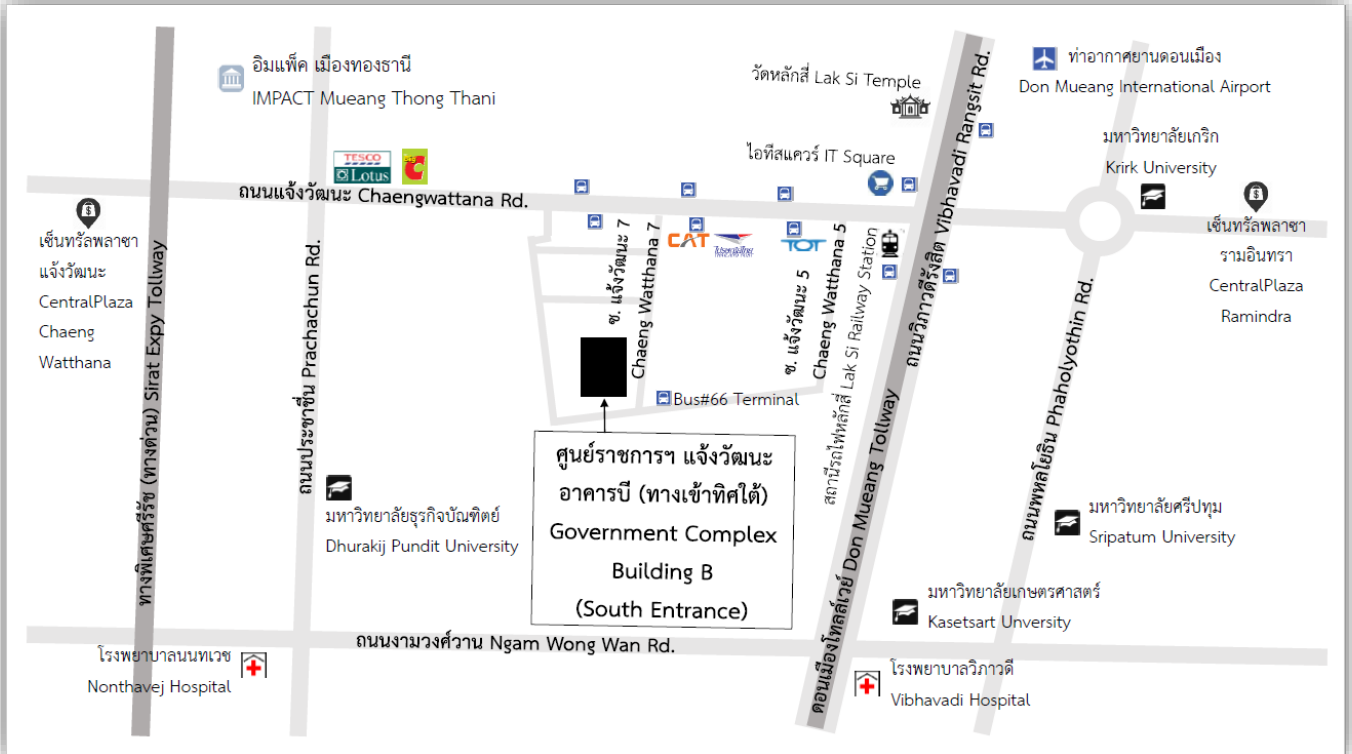 อิมแพ็ค เมืองทองธานี
IMPACT Mueang Thong Thani
วัดหลักสี่ Lak Si Temple
ท่าอากาศยานดอนเมือง
Don Mueang International Airport
มหาวิทยาลัยเกริก
Krirk University
ไอทีสแควร์ IT Square
TESCO
Lotus
BIG
C
ถนนแจ้งวัฒนะ Chaengwattana Rd.
เซ็นทรัลพลาซา
แจ้งวัฒนะ
CentralPlaza
Chaeng
Watthana
เซ็นทรัลพลาซา
รามอินทรา
CentralPlaza
Ramindra
ทางพิเศษศรีรัช (ทางด่วน) Sirat Expy Tollway
ถนนประชาชื่น Prachachun Rd.
ซ. แจ้งวัฒนะ 7
Chaeng Watthana 7
CAT
ไปรษณีย์ไทย
TOT
ซ. แจ้งวัฒนะ 5
Chaeng Watthana 5
สถานีรถไฟหลักสี่ Lak Si Railway Station
ถนนวิภาวดีรังสิต Vibhavadi Rangsit Rd.
ดอนเมืองโทลล์เวย์ Don Mueang Tollway
ถนนพหลโยธิน Phaholyothin Rd.
Bus#66 Terminal
ศูนย์ราชการฯ แจ้งวัฒนะ
อาคารบี (ทางเข้าทิศใต้)
Government Complex
Building B
(South Entrance)
มหาวิทยาลัยธุรกิจบัณฑิตย์
Dhurakij Pundit University
มหาวิทยาลัยศรีปทุม
Sripatum University
มหาวิทยาลัยเกษตรศาสตร์
Kasetsart Unversity
ถนนงามวงศ์วาน Ngam Wong Wan Rd.
โรงพยาบาลนนทเวช
Nonthavej Hospital
โรงพยาบาลวิภาวดี
Vibhavadi Hospital